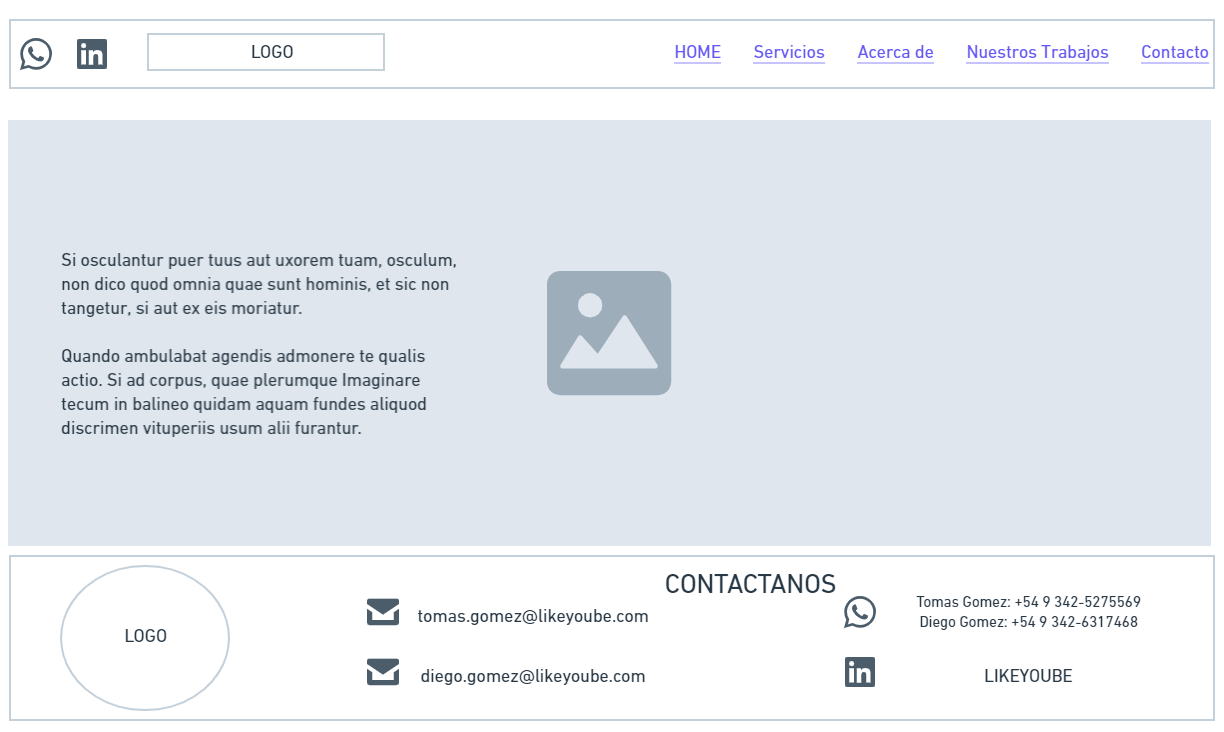 LOGO
HOME
Servicios
Acerca de
Nuestros Trabajos
Contacto
Si osculantur puer tuus aut uxorem tuam, osculum,
non dico quod omnia quae sunt hominis, et sic non
tangetur, si aut ex eis moriatur.
Quando ambulabat agendis admonere te qualis
actio. Si ad corpus, quae plerumque Imaginare
tecum in balineo quidam aquam fundes aliquod
discrimen vituperiis usum alii furantur.
LOGO
CONTACTANOS
tomas.gomez@likeyoube.com
diego.gomez@likeyoube.com
Tomas Gomez: +54 9 342-5275569
Diego Gomez: +54 9 342-6317468
in
LIKEYOUBE